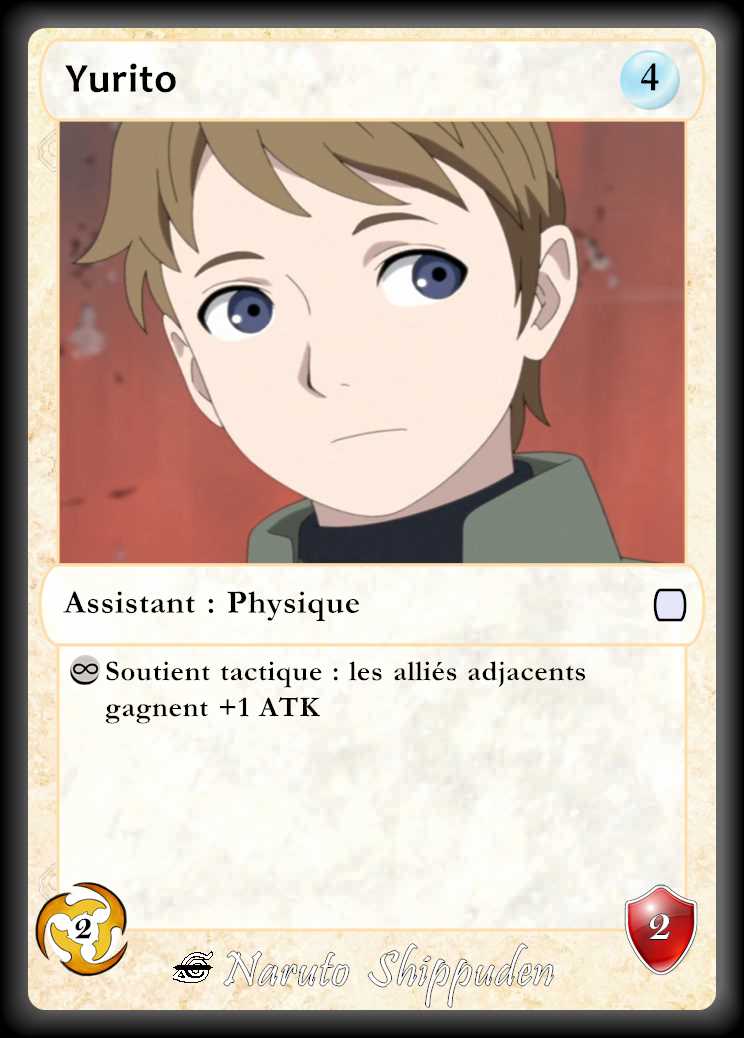 Yurito
4
Assistant : Physique
∞ Soutient tactique : les alliés adjacents
gagnent +1 ATK
2
2
Naruto Shippuden